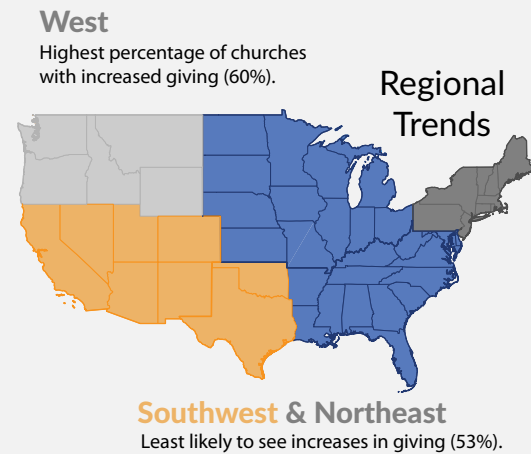 West
Highest percentage of churches
with increased giving (60%).
Regional
Trends
Southwest & Northeast
Least likely to see increases in giving (53%).